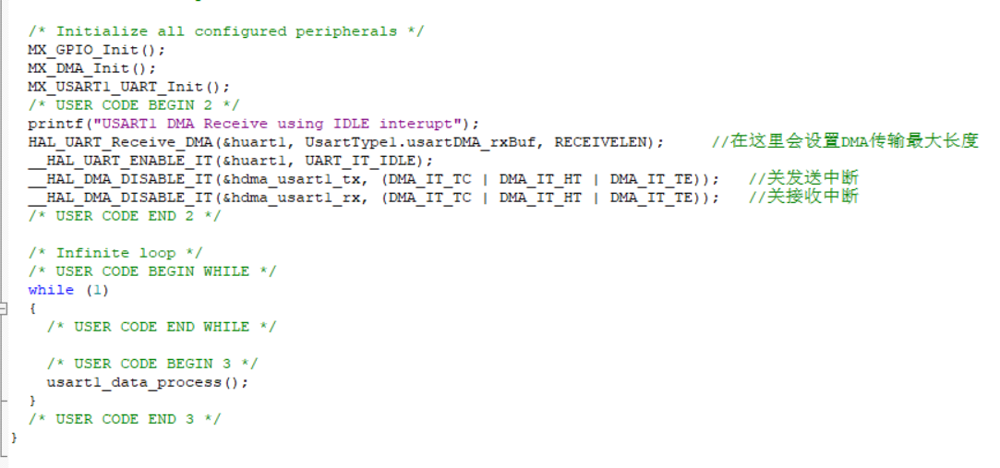 /* Initialize all configured peripherals */
MX_GPIO_Init();
MX_DMA_Init();
MX_USART1_UART_Init();
/* USER CODE BEGIN 2 */
printf("USART1 DMA Receive using IDLE interupt");
HAL_UART_Receive_DMA(&huart1, UsartType1.usartDMA_rxBuf, RECEIVELEN);     //在这里会设置DMA传输最大长度
__HAL_UART_ENABLE_IT(&huart1, UART_IT_IDLE);
__HAL_DMA_DISABLE_IT(&hdma_usart1_tx, (DMA_IT_TC | DMA_IT_HT | DMA_IT_TE));   //关发送中断
__HAL_DMA_DISABLE_IT(&hdma_usart1_rx, (DMA_IT_TC | DMA_IT_HT | DMA_IT_TE));   //关接收中断
/* USER CODE END 2 */
/* Infinite loop */
/* USER CODE BEGIN WHILE */
while (1)
{
/* USER CODE END WHILE */
/* USER CODE BEGIN 3 */
usart1_data_process();
}
/* USER CODE END 3 */
}